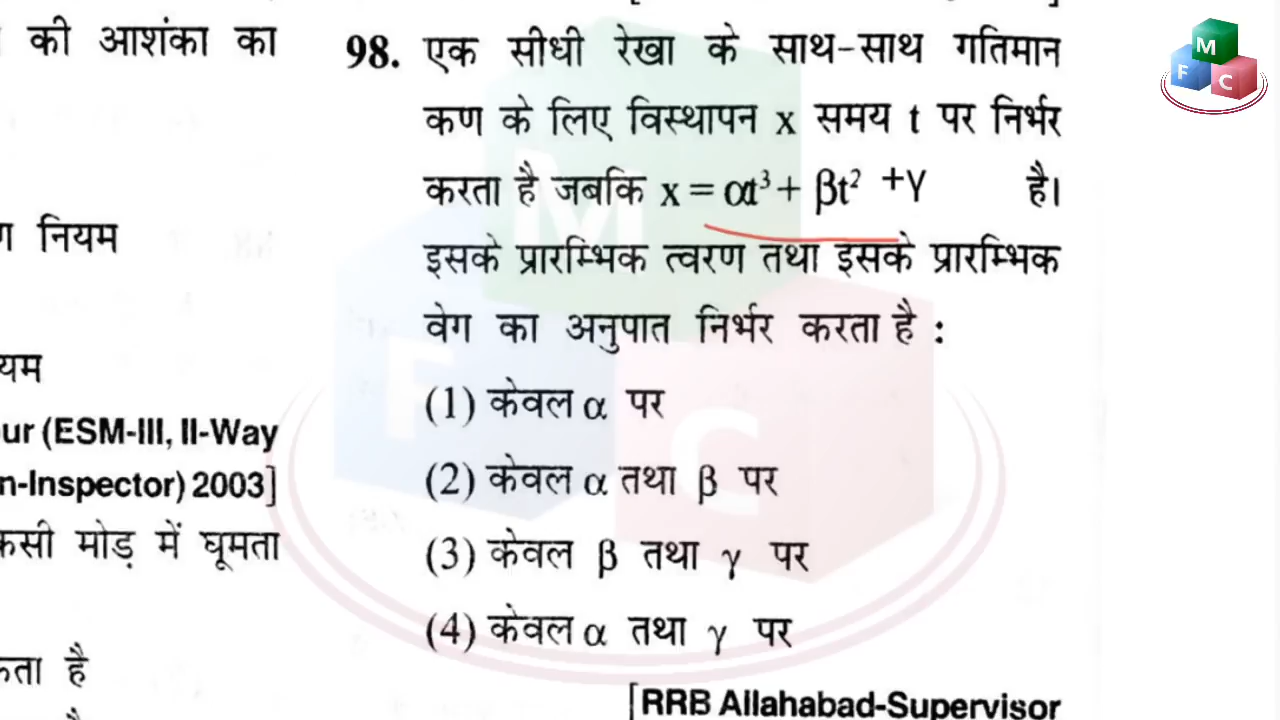 की आशंका का
नियम
यम
our (ESM-III, II-Way
n-Inspector) 2003]
कसी मोड़ में घूमता
है
98. एक सीधी रेखा के साथ-साथ गतिमान
कण के लिए विस्थापन x समय t पर निर्भर
करता है जबकि x = αt³ + βt² +γ है।
इसके प्रारम्भिक त्वरण तथा इसके प्रारम्भिक
वेग का अनुपात निर्भर करता है :
(1) केवल α पर
(2) केवल α तथा β पर
(3) केवल β तथा γ पर
(4) केवल α तथा γ पर
[RRB Allahabad-Supervisor
M
F C
M
F C